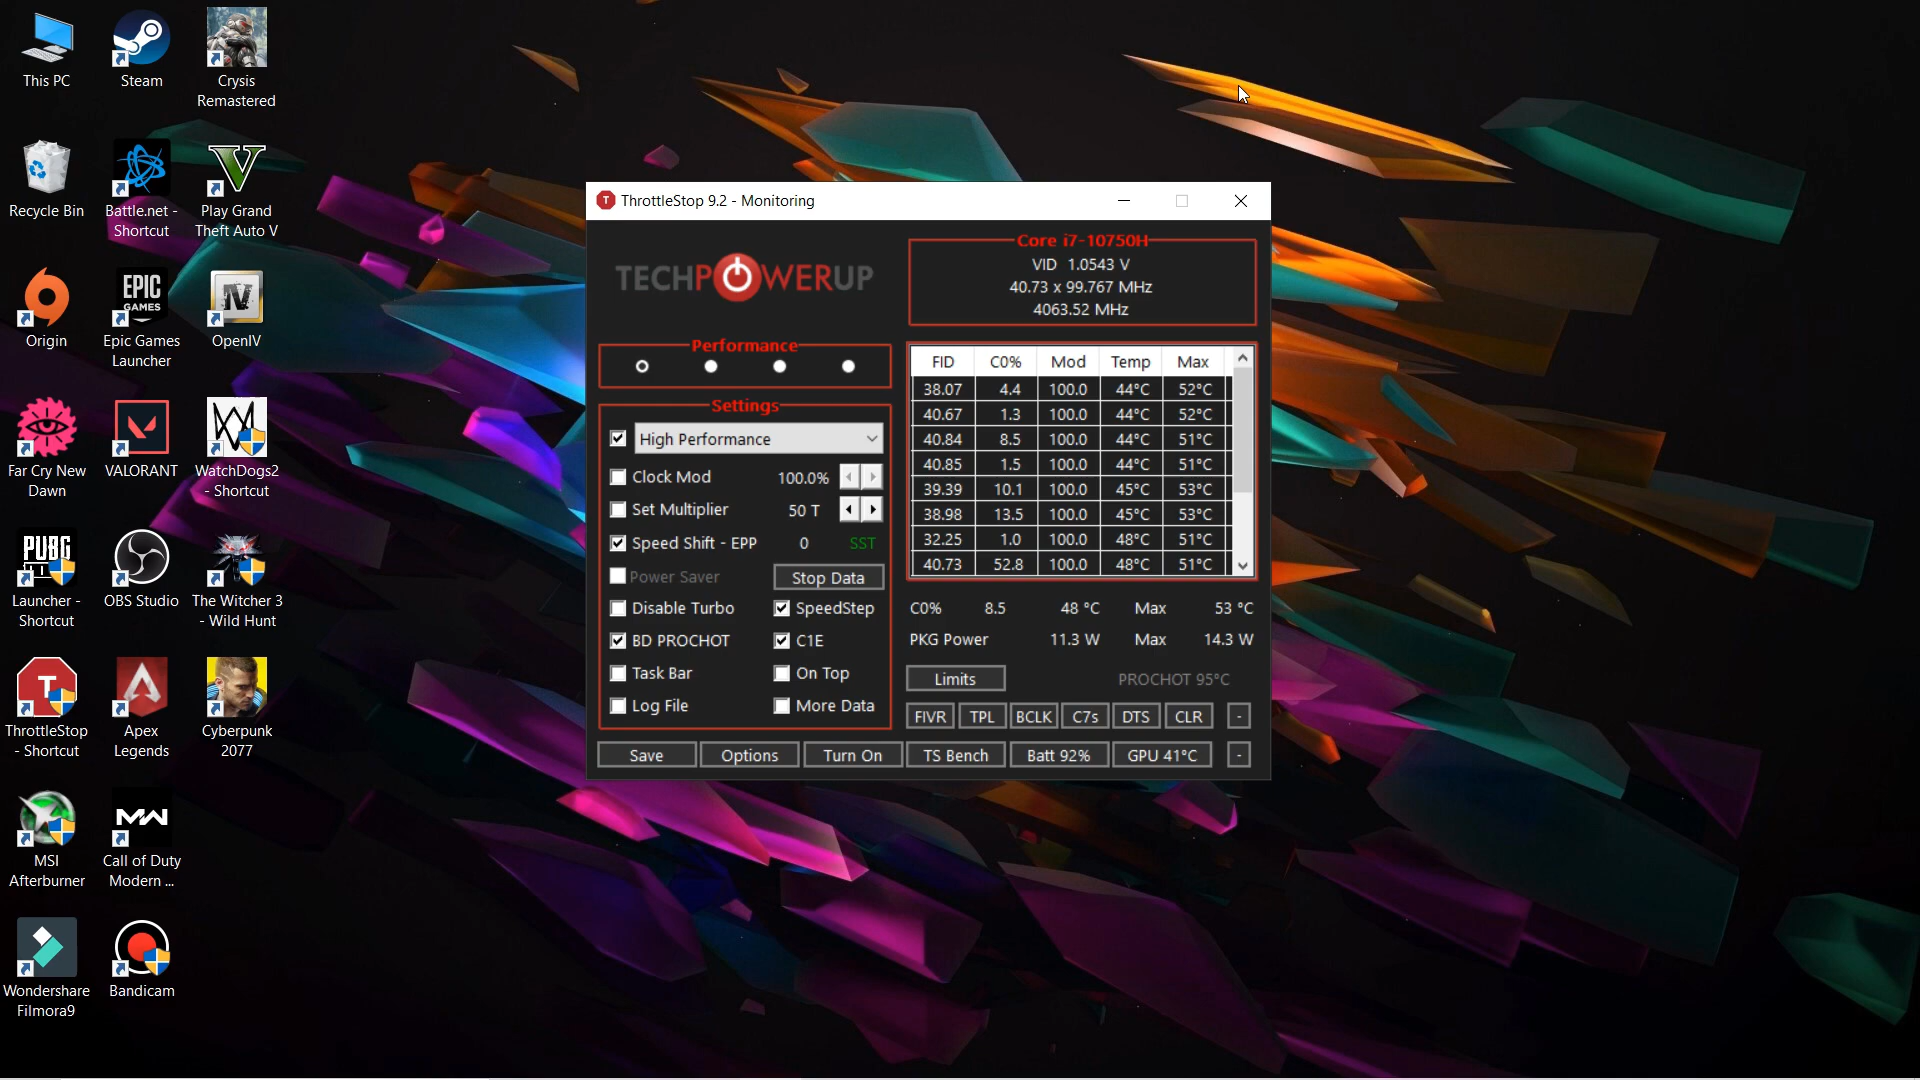 This PC
Steam
Crysis
Remastered
Recycle Bin
Battle.net -
Shortcut
Play Grand
Theft Auto V
Origin
EPIC
GAMES
Epic Games
Launcher
OpenIV
Far Cry New
Dawn
VALORANT
WatchDogs2
- Shortcut
PUBG
Launcher -
Shortcut
OBS Studio
The Witcher 3
- Wild Hunt
ThrottleStop
- Shortcut
Apex
Legends
Cyberpunk
2077
MSI
Afterburner
MW
Call of Duty
Modern ...
Wondershare
Filmora9
Bandicam
ThrottleStop 9.2 - Monitoring
TECHPOWERUP
Core i7-10750H
VID 1.0543 V
40.73 x 99.767 MHz
4063.52 MHz
Performance
Settings
High Performance
Clock Mod 100.0%
Set Multiplier 50 T
Speed Shift - EPP 0 SST
Power Saver Stop Data
Disable Turbo SpeedStep
BD PROCHOT C1E
Task Bar On Top
Log File More Data
FID C0% Mod Temp Max
38.07 4.4 100.0 44°C 52°C
40.67 1.3 100.0 44°C 52°C
40.84 8.5 100.0 44°C 51°C
40.85 1.5 100.0 44°C 51°C
39.39 10.1 100.0 45°C 53°C
38.98 13.5 100.0 45°C 53°C
32.25 1.0 100.0 48°C 51°C
40.73 52.8 100.0 48°C 51°C
C0% 8.5 48 °C Max 53 °C
PKG Power 11.3 W Max 14.3 W
Limits PROCHOT 95°C
FIVR TPL BCLK C7s DTS CLR -
Save Options Turn On TS Bench Batt 92% GPU 41°C -